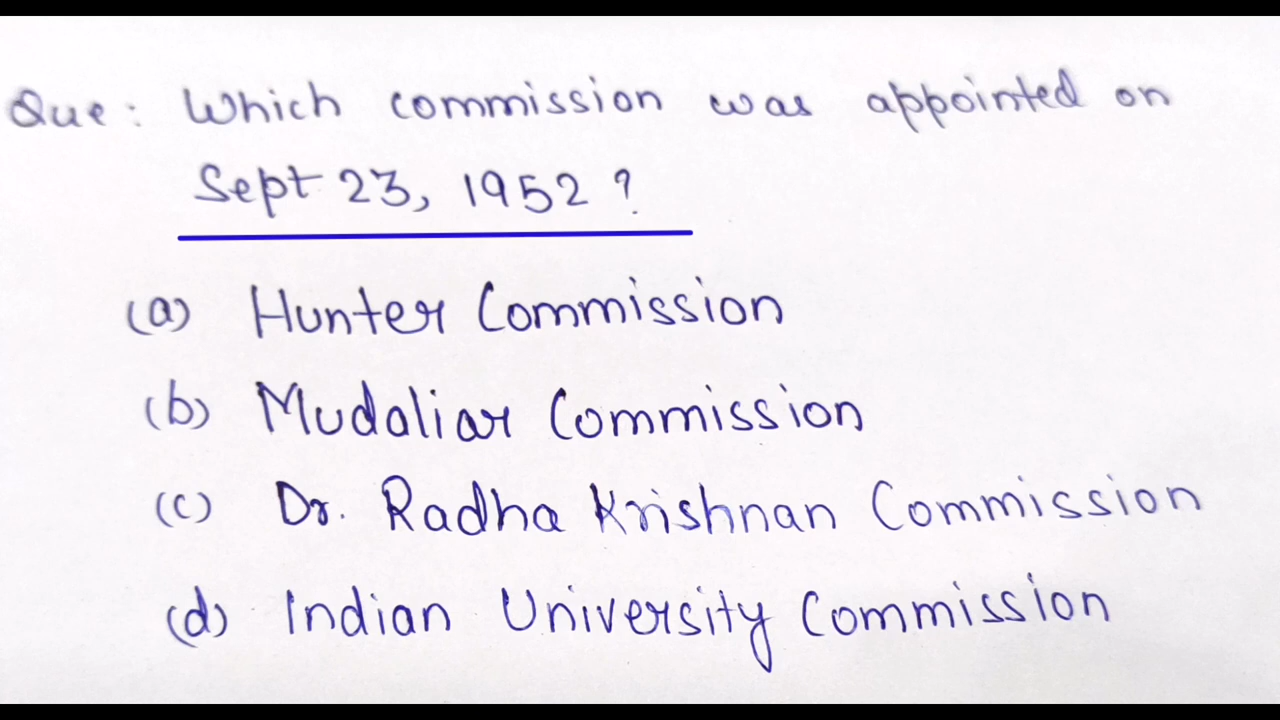 Que: Which commission was appointed on
Sept 23, 1952 ?
(a) Hunter Commission
(b) Mudaliar Commission
(c) Dr. Radha Krishnan Commission
(d) Indian University Commission